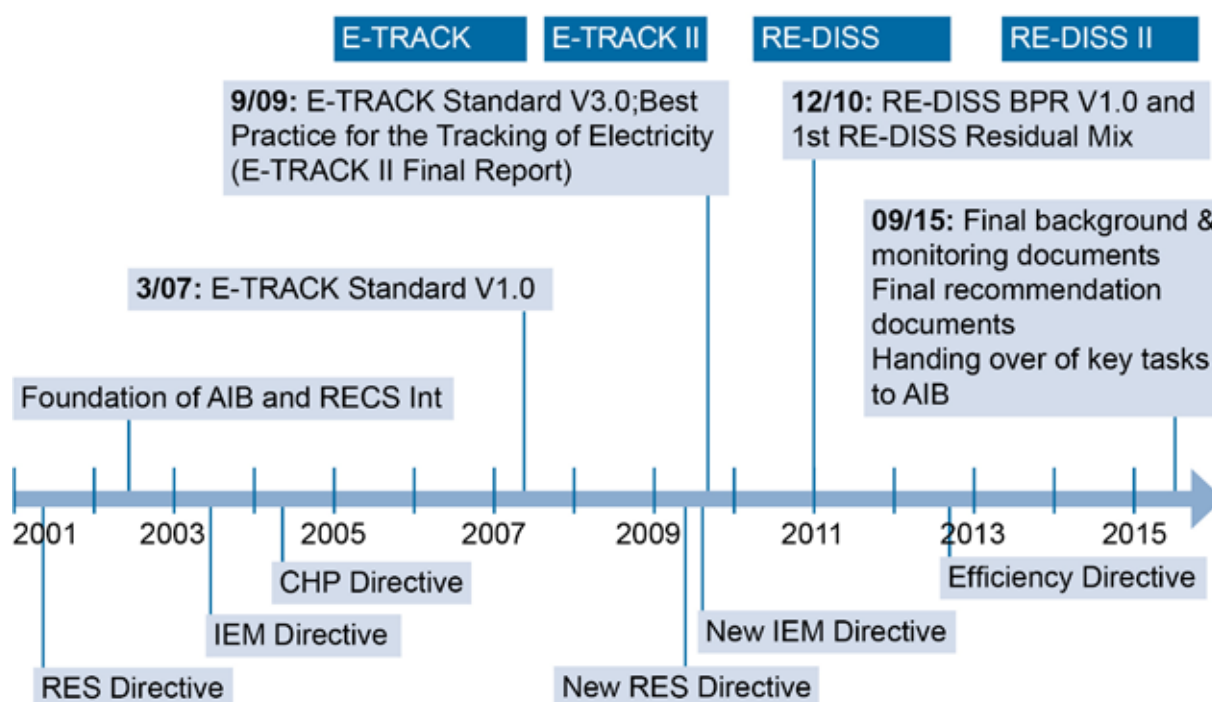 E-TRACK
E-TRACK II
RE-DISS
RE-DISS II
9/09: E-TRACK Standard V3.0;Best
Practice for the Tracking of Electricity
(E-TRACK II Final Report)
12/10: RE-DISS BPR V1.0 and
1st RE-DISS Residual Mix
09/15: Final background &
monitoring documents
Final recommendation
documents
Handing over of key tasks
to AIB
3/07: E-TRACK Standard V1.0
Foundation of AIB and RECS Int
2001
2003
2005
2007
2009
2011
2013
2015
CHP Directive
Efficiency Directive
IEM Directive
New IEM Directive
RES Directive
New RES Directive